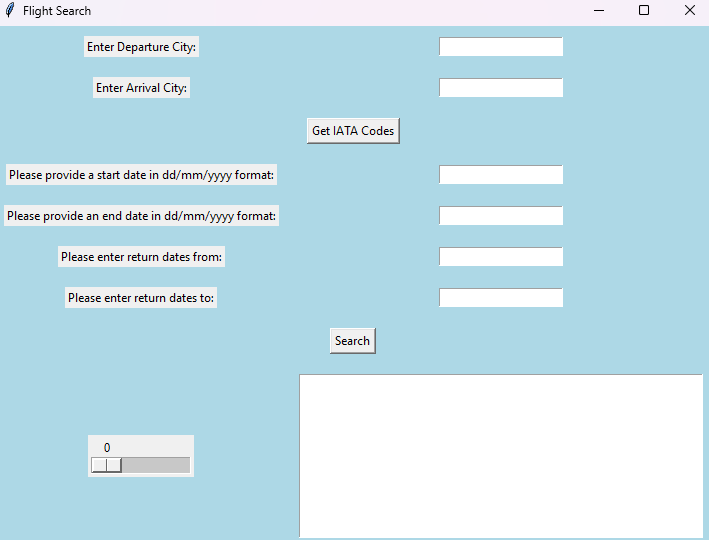 Flight Search
Enter Departure City:
Enter Arrival City:
Get IATA Codes
Please provide a start date in dd/mm/yyyy format:
Please provide an end date in dd/mm/yyyy format:
Please enter return dates from:
Please enter return dates to:
Search
0